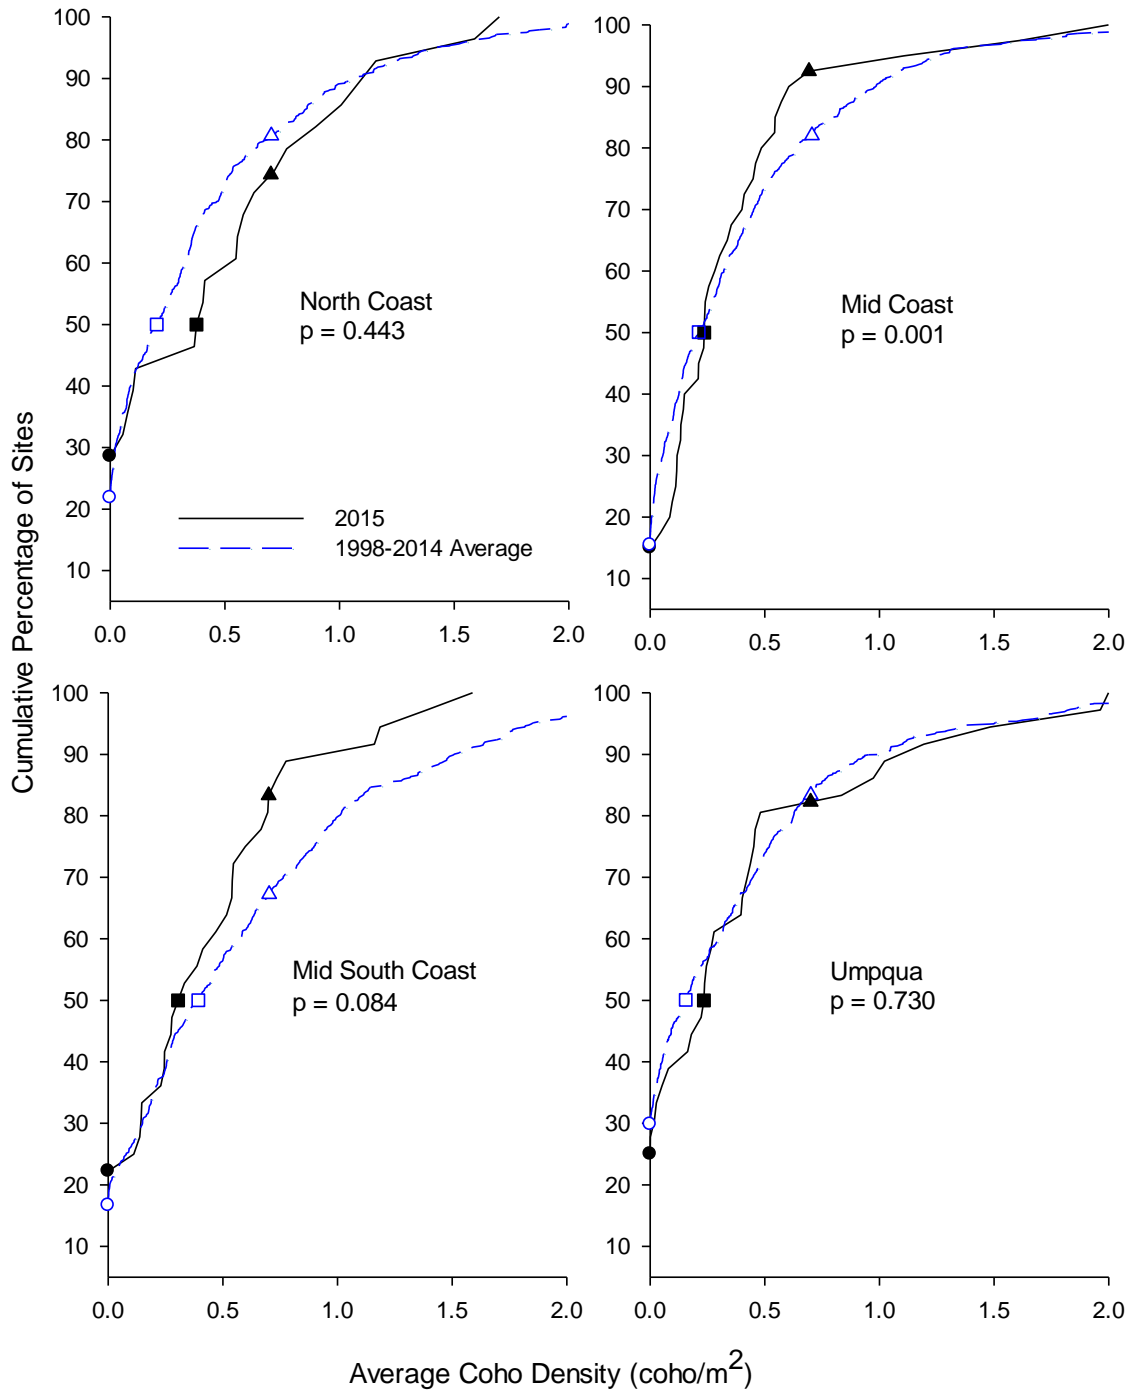 Cumulative Percentage of Sites
100
90
80
70
60
50
40
30
20
10
0.0 0.5 1.0 1.5 2.0
North Coast
p = 0.443
2015
1998-2014 Average
100
90
80
70
60
50
40
30
20
10
0.0 0.5 1.0 1.5 2.0
Mid Coast
p = 0.001
100
90
80
70
60
50
40
30
20
10
0.0 0.5 1.0 1.5 2.0
Mid South Coast
p = 0.084
100
90
80
70
60
50
40
30
20
10
0.0 0.5 1.0 1.5 2.0
Umpqua
p = 0.730
Average Coho Density (coho/m²)